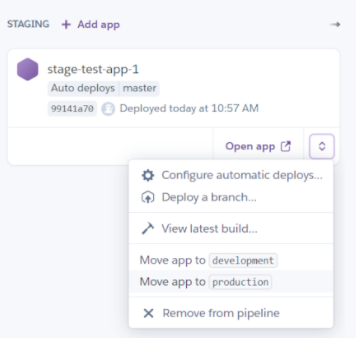 STAGING + Add app
stage-test-app-1
Auto deploys master
99141a70 Deployed today at 10:57 AM
Open app
Configure automatic deploys...
Deploy a branch...
View latest build...
Move app to development
Move app to production
Remove from pipeline